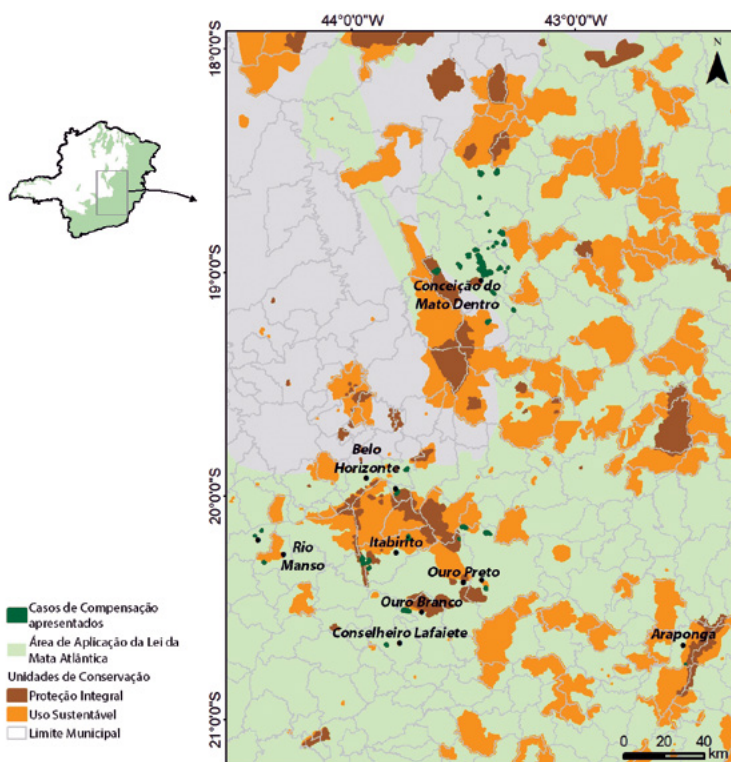 44°0'0"W
43°0'0"W
18°0'0"S
N
19°0'0"S
Conceição do
Mato Dentro
Belo
Horizonte
20°0'0"S
Itabirito
Rio
Manso
Ouro Preto
Ouro Branco
Conselheiro Lafaiete
Araponga
21°0'0"S
0 20 40
km
Casos de Compensação
apresentados
Área de Aplicação da Lei da
Mata Atlântica
Unidades de Conservação
Proteção Integral
Uso Sustentável
Limite Municipal